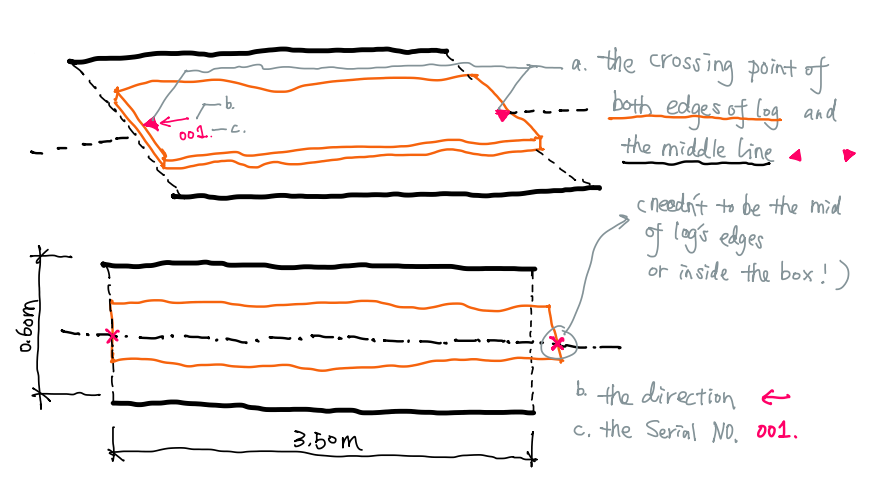 a. the crossing point of
both edges of log and
the middle line
b.
001.
c.
(needn't to be the mid
of log's edges
or inside the box!)
0.60m
3.50m
b. the direction
c. the Serial NO. 001.